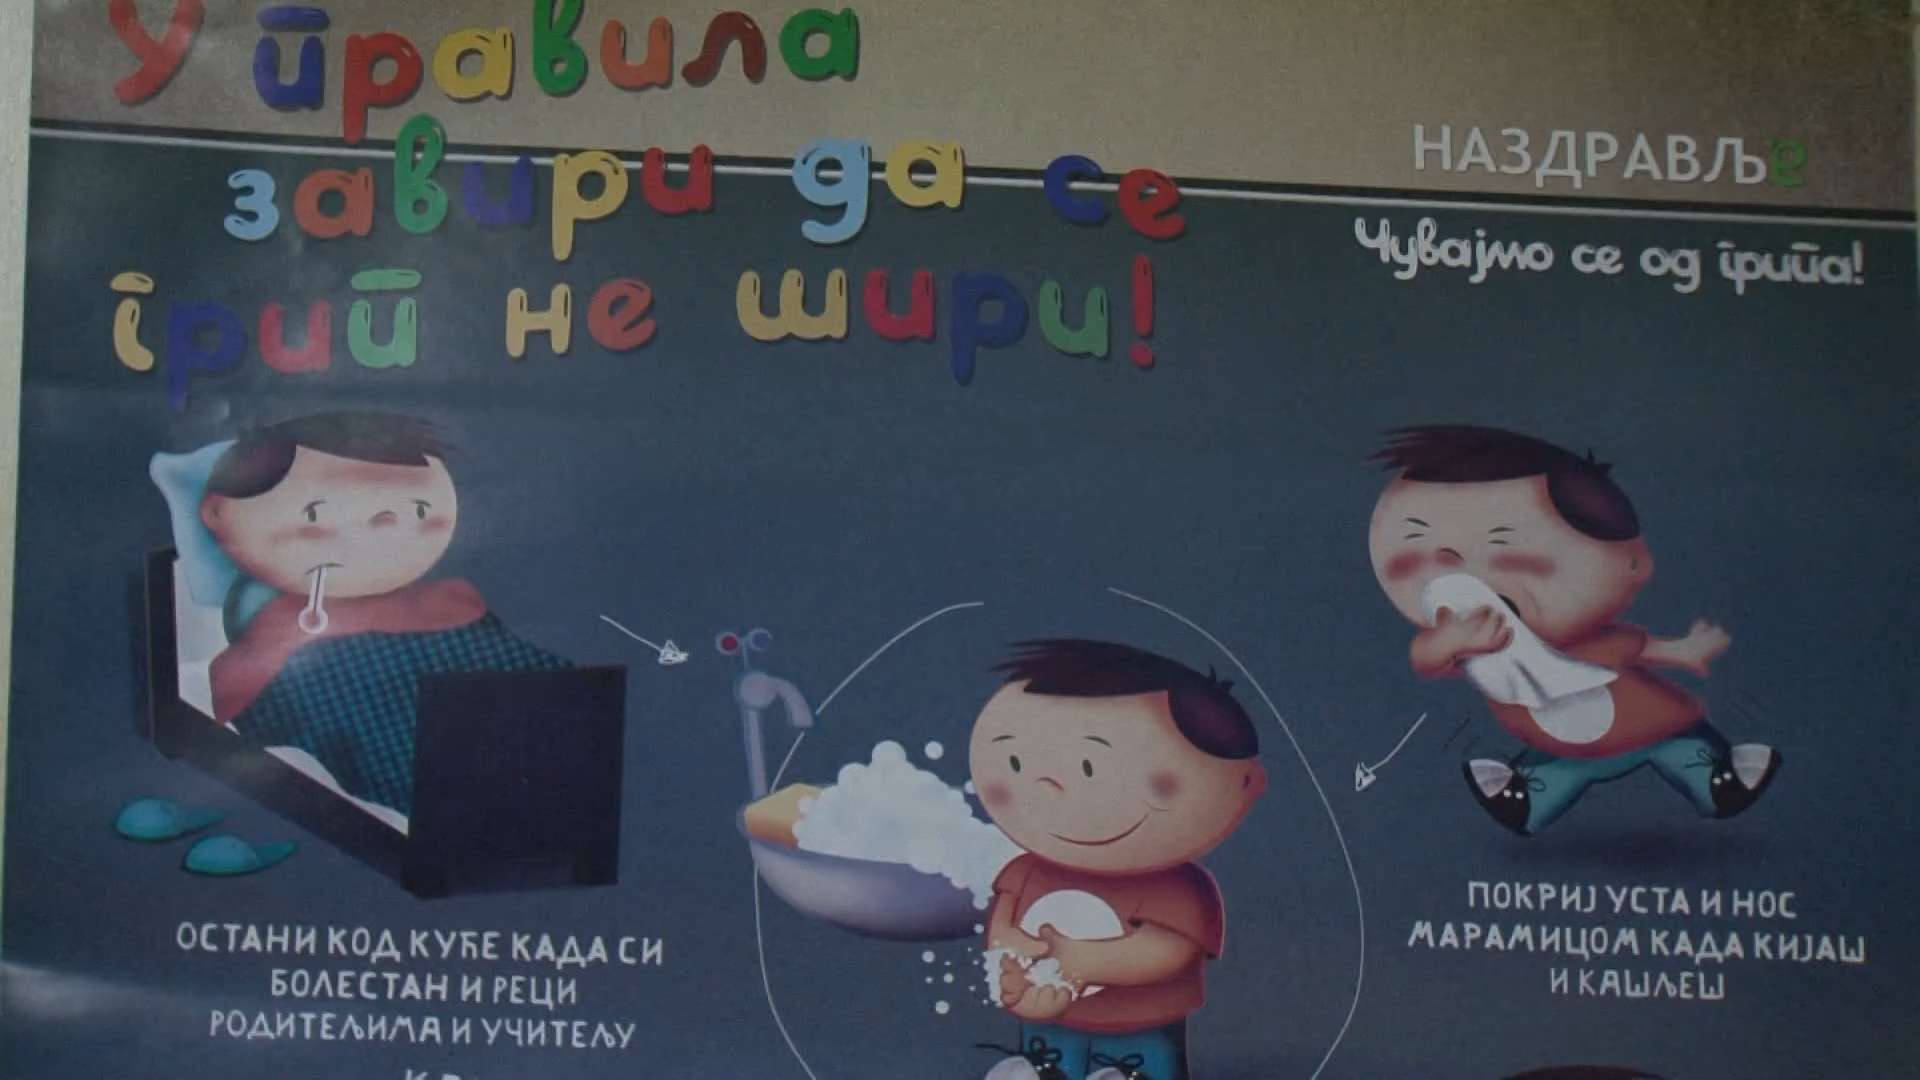 У правила
завири да се
грип не шири!
НАЗДРАВЉе
Чувајмо се од грипа!
ОСТАНИ КОД КУЋЕ КАДА СИ
БОЛЕСТАН И РЕЦИ
РОДИТЕЉИМА И УЧИТЕЉУ
ПОКРИЈ УСТА И НОС
МАРАМИЦОМ КАДА КИЈАШ
И КАШЉЕШ